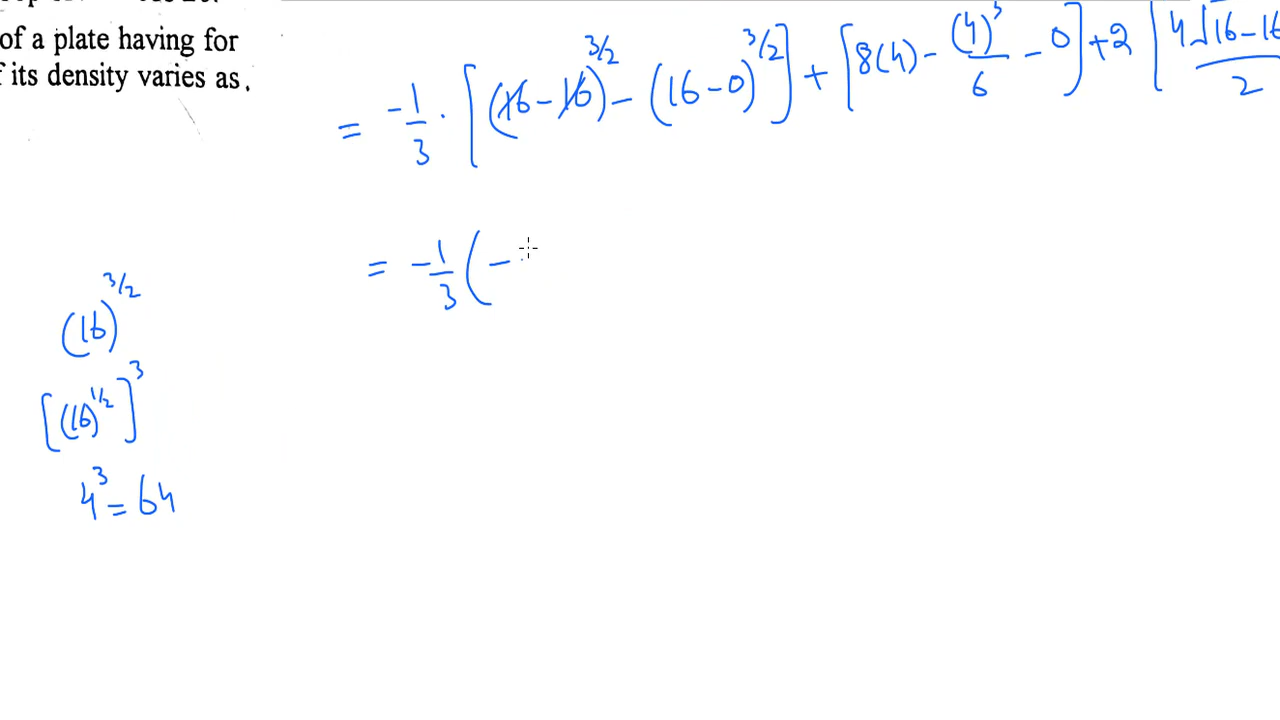 of a plate having for
its density varies as .
= -1/3 · [(16-16)^3/2 - (16-0)^3/2] + [8(4) - (4)^3/6 - 0] + 2 [4√16-16/2
= -1/3 (-
(16)^3/2
[(16)^1/2]^3
4^3 = 64